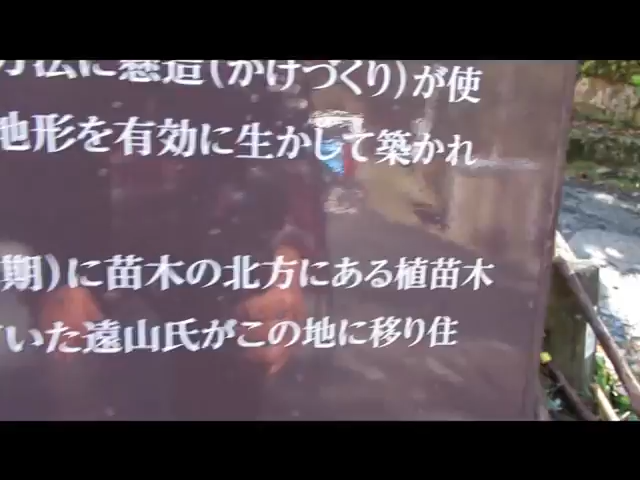 方法に懸造(かけづくり)が使
地形を有効に生かして築かれ
期)に苗木の北方にある植苗木
いた遠山氏がこの地に移り住